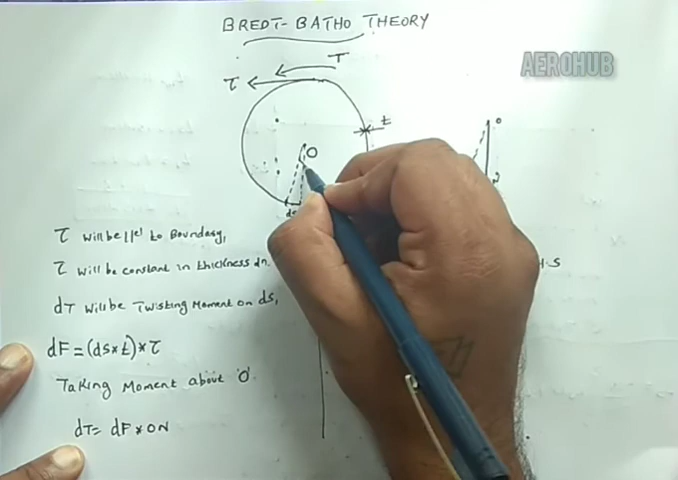 BREDT-BATHO THEORY
AEROHUB
T
τ
t
O
o
N
τ will be ||el to Boundary,
τ will be constant in thickness dn.
H.S
dT will be Twisting Moment on ds,
dF = (ds*t)*τ
Taking Moment about 'O'.
dT = dF * ON